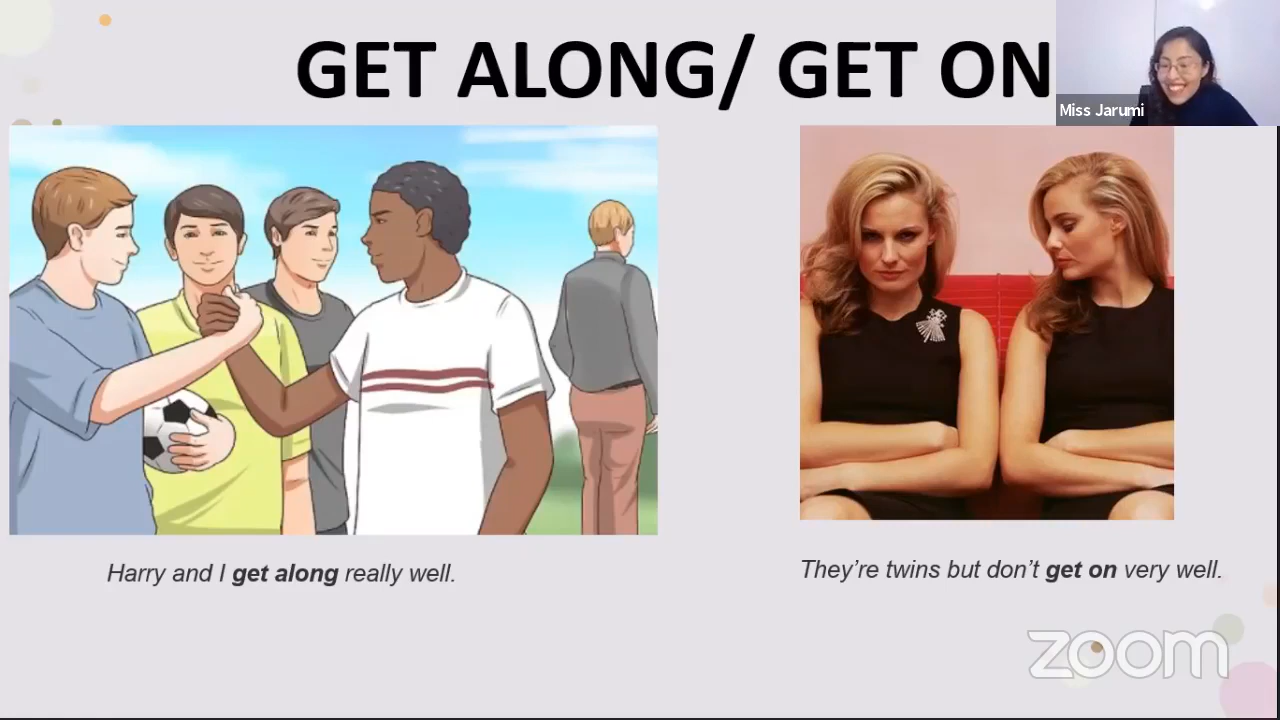 GET ALONG/ GET ON
Miss Jarumi
Harry and I get along really well.
They’re twins but don’t get on very well.
zoom